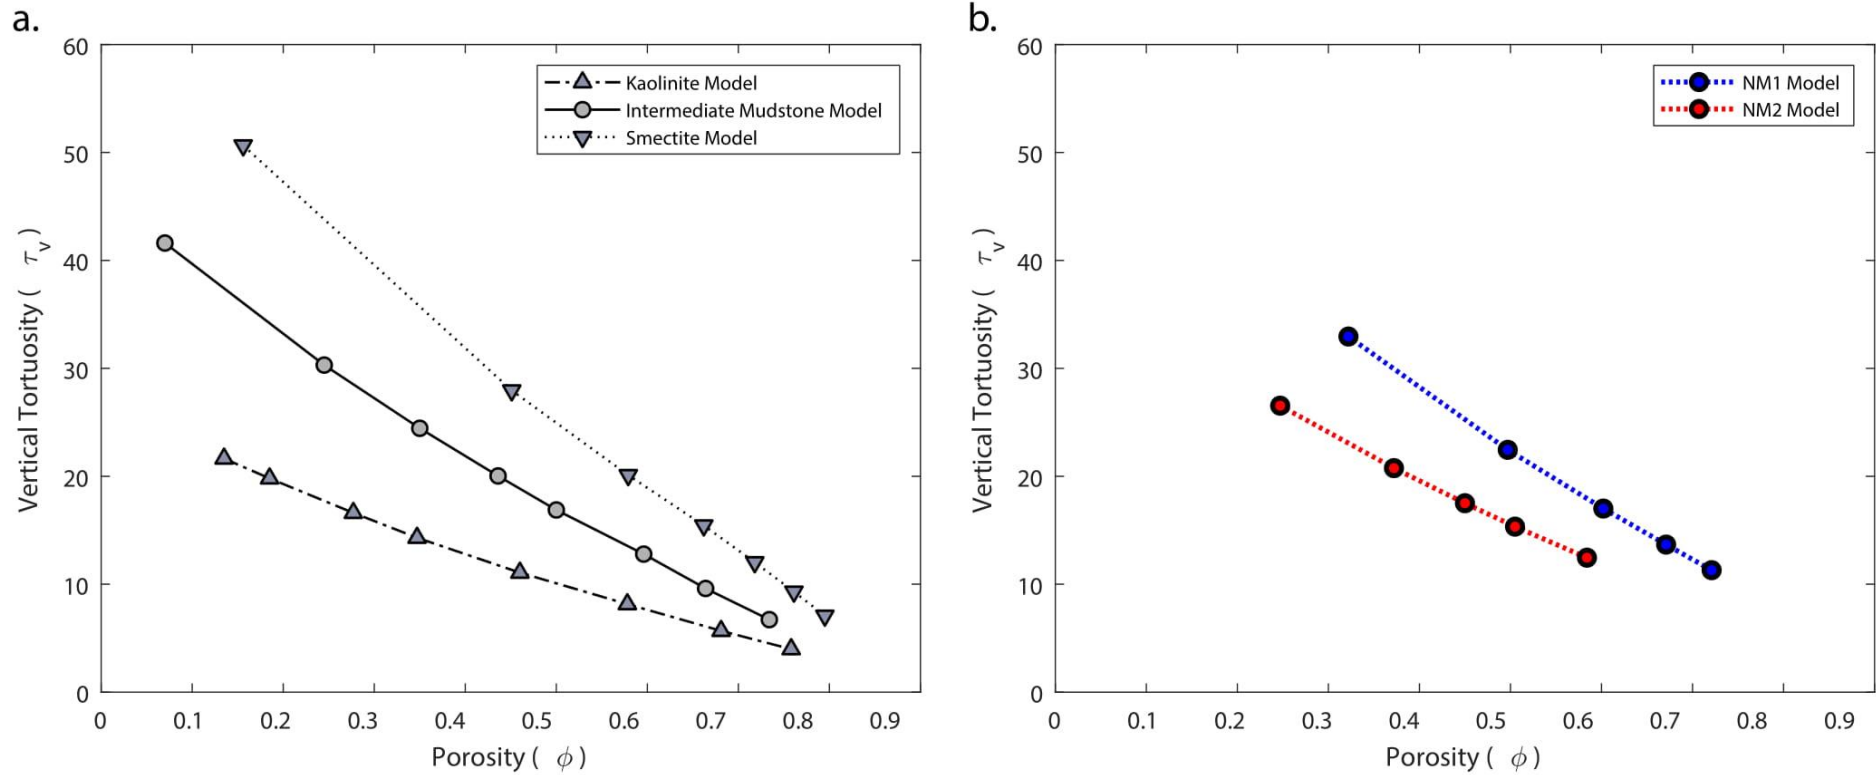 a.
60
50
40
30
20
10
0
Vertical Tortuosity ( τv)
Kaolinite Model
Intermediate Mudstone Model
Smectite Model
0 0.1 0.2 0.3 0.4 0.5 0.6 0.7 0.8 0.9
Porosity ( ϕ )
b.
60
50
40
30
20
10
0
Vertical Tortuosity ( τv)
NM1 Model
NM2 Model
0 0.1 0.2 0.3 0.4 0.5 0.6 0.7 0.8 0.9
Porosity ( ϕ )